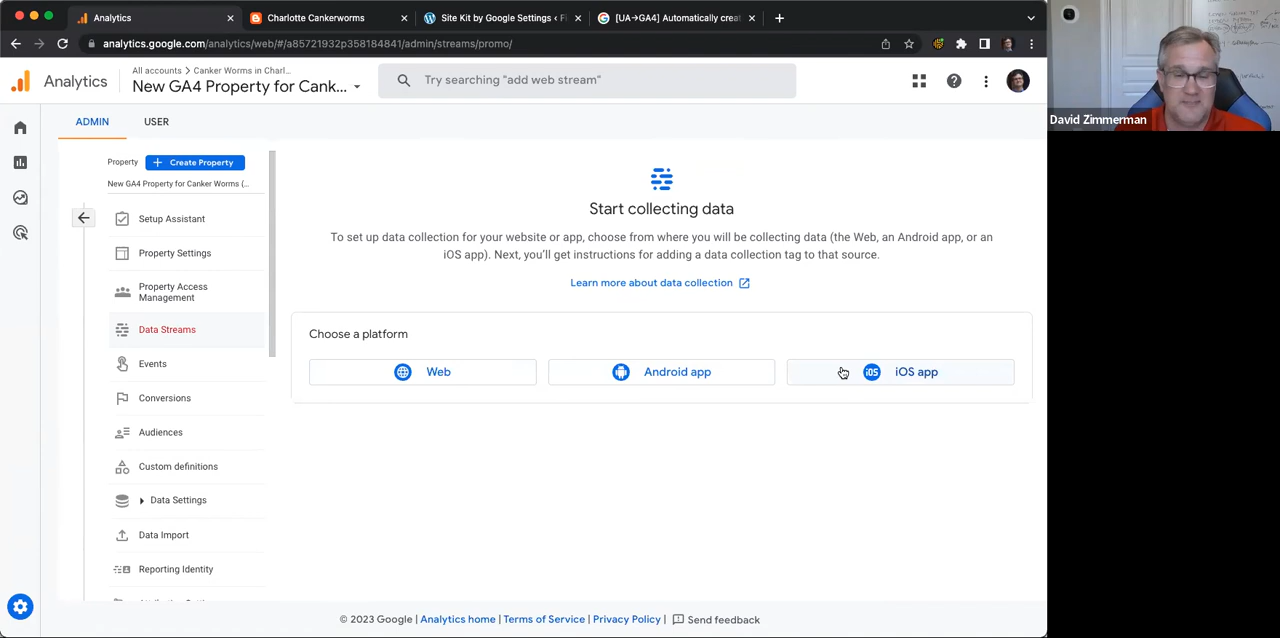 Analytics
Charlotte Cankerworms
Site Kit by Google Settings ‹ Fi
[UA→GA4] Automatically creat
analytics.google.com/analytics/web/#/a85721932p358184841/admin/streams/promo/
Analytics
All accounts > Canker Worms in Charl...
New GA4 Property for Cank...
Try searching "add web stream"
David Zimmerman
ADMIN
USER
Property
Create Property
New GA4 Property for Canker Worms (...
Setup Assistant
Property Settings
Property Access
Management
Data Streams
Events
Conversions
Audiences
Custom definitions
Data Settings
Data Import
Reporting Identity
Start collecting data
To set up data collection for your website or app, choose from where you will be collecting data (the Web, an Android app, or an
iOS app). Next, you'll get instructions for adding a data collection tag to that source.
Learn more about data collection
Choose a platform
Web
Android app
iOS
iOS app
© 2023 Google | Analytics home | Terms of Service | Privacy Policy | Send feedback